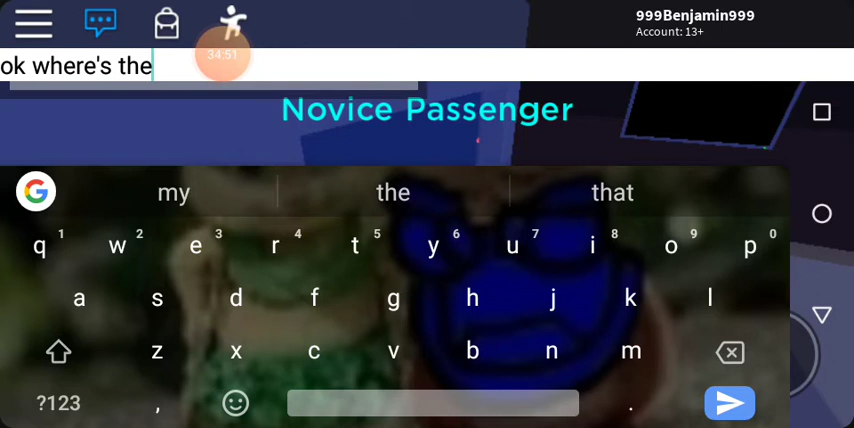 999Benjamin999
Account: 13+
34:51
ok where's the
Novice Passenger
G
my the that
q 1 w 2 e 3 r 4 t 5 y 6 u 7 i 8 o 9 p 0
a s d f g h j k l
z x c v b n m
?123 , .